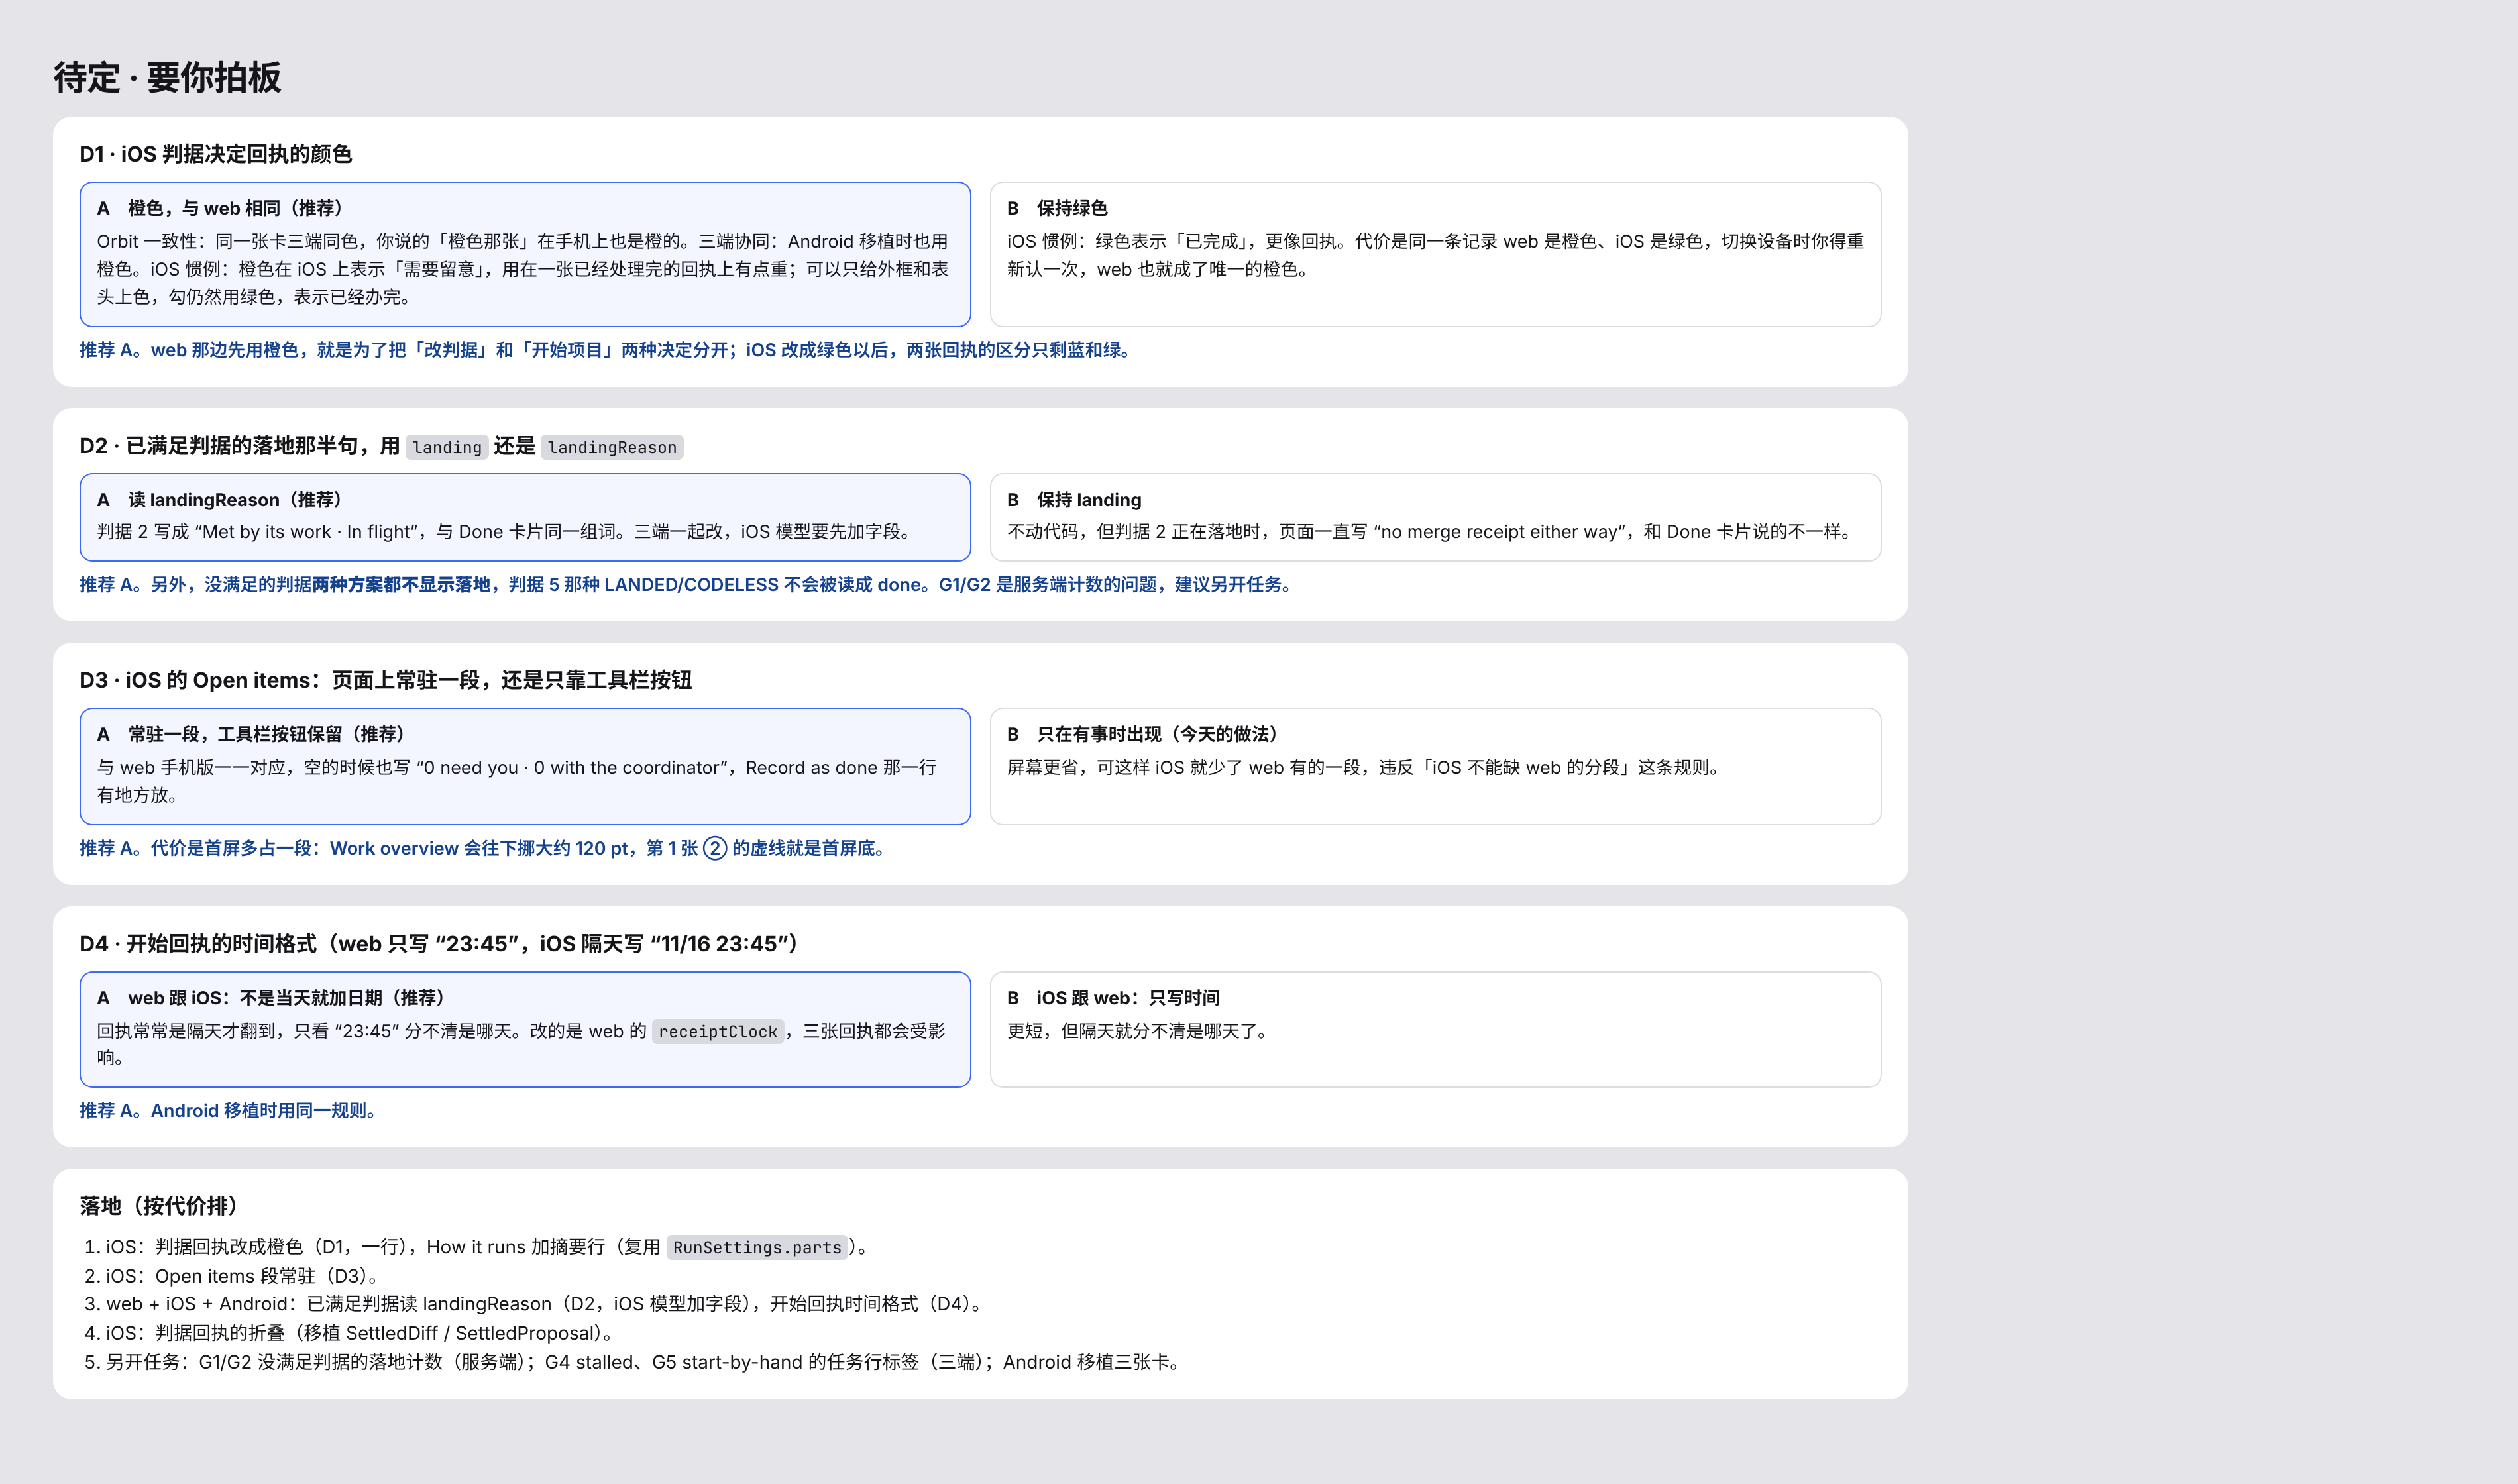 待定 · 要你拍板
D1 · iOS 判据决定回执的颜色
A 橙色，与 web 相同（推荐）
Orbit 一致性：同一张卡三端同色，你说的「橙色那张」在手机上也是橙的。三端协同：Android 移植时也用
橙色。iOS 惯例：橙色在 iOS 上表示「需要留意」，用在一张已经处理完的回执上有点重；可以只给外框和表
头上色，勾仍然用绿色，表示已经办完。
B 保持绿色
iOS 惯例：绿色表示「已完成」，更像回执。代价是同一条记录 web 是橙色、iOS 是绿色，切换设备时你得重
新认一次，web 也就成了唯一的橙色。
推荐 A。web 那边先用橙色，就是为了把「改判据」和「开始项目」两种决定分开；iOS 改成绿色以后，两张回执的区分只剩蓝和绿。
D2 · 已满足判据的落地那半句，用 landing 还是 landingReason
A 读 landingReason（推荐）
判据 2 写成 “Met by its work · In flight”，与 Done 卡片同一组词。三端一起改，iOS 模型要先加字段。
B 保持 landing
不动代码，但判据 2 正在落地时，页面一直写 “no merge receipt either way”，和 Done 卡片说的不一样。
推荐 A。另外，没满足的判据两种方案都不显示落地，判据 5 那种 LANDED/CODELESS 不会被读成 done。G1/G2 是服务端计数的问题，建议另开任务。
D3 · iOS 的 Open items：页面上常驻一段，还是只靠工具栏按钮
A 常驻一段，工具栏按钮保留（推荐）
与 web 手机版一一对应，空的时候也写 “0 need you · 0 with the coordinator”，Record as done 那一行
有地方放。
B 只在有事时出现（今天的做法）
屏幕更省，可这样 iOS 就少了 web 有的一段，违反「iOS 不能缺 web 的分段」这条规则。
推荐 A。代价是首屏多占一段：Work overview 会往下挪大约 120 pt，第 1 张 ② 的虚线就是首屏底。
D4 · 开始回执的时间格式（web 只写 “23:45”，iOS 隔天写 “11/16 23:45”）
A web 跟 iOS：不是当天就加日期（推荐）
回执常常是隔天才翻到，只看 “23:45” 分不清是哪天。改的是 web 的 receiptClock，三张回执都会受影
响。
B iOS 跟 web：只写时间
更短，但隔天就分不清是哪天了。
推荐 A。Android 移植时用同一规则。
落地（按代价排）
1. iOS：判据回执改成橙色（D1，一行），How it runs 加摘要行（复用 RunSettings.parts）。
2. iOS：Open items 段常驻（D3）。
3. web + iOS + Android：已满足判据读 landingReason（D2，iOS 模型加字段），开始回执时间格式（D4）。
4. iOS：判据回执的折叠（移植 SettledDiff / SettledProposal）。
5. 另开任务：G1/G2 没满足判据的落地计数（服务端）；G4 stalled、G5 start-by-hand 的任务行标签（三端）；Android 移植三张卡。